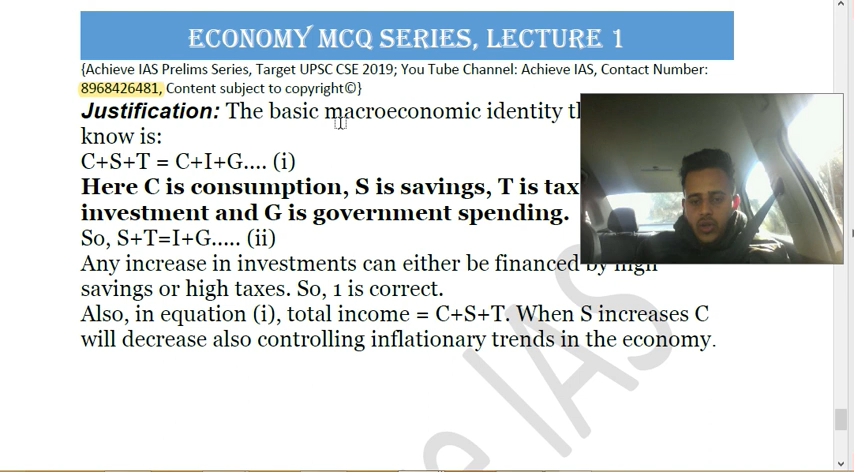 ECONOMY MCQ SERIES, LECTURE 1
{Achieve IAS Prelims Series, Target UPSC CSE 2019; You Tube Channel: Achieve IAS, Contact Number:
8968426481, Content subject to copyright©}
Justification: The basic macroeconomic identity
know is:
C+S+T = C+I+G.... (i)
Here C is consumption, S is savings, T is tax
investment and G is government spending.
So, S+T=I+G..... (ii)
Any increase in investments can either be financed by high
savings or high taxes. So, 1 is correct.
Also, in equation (i), total income = C+S+T. When S increases C
will decrease also controlling inflationary trends in the economy.
IAS